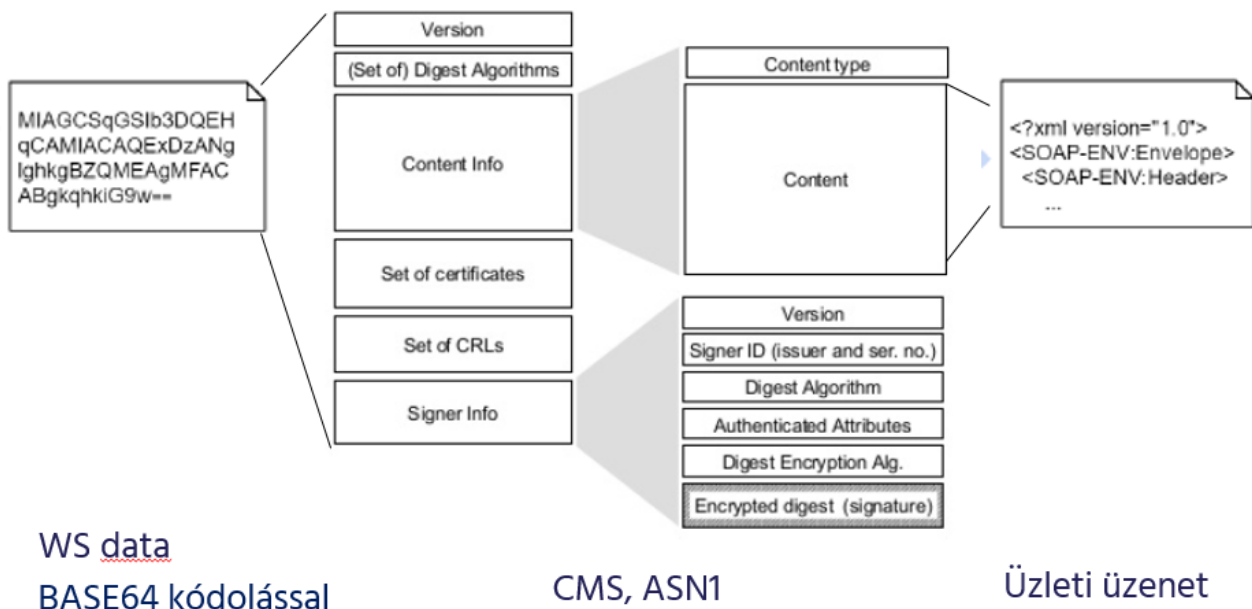 MIAGCSqGSIb3DQEH
qCAMIACAQExDzANg
lghkgBZQMEAgMFAC
ABgkqhkiG9w==
Version
(Set of) Digest Algorithms
Content Info
Set of certificates
Set of CRLs
Signer Info
Content type
Content
Version
Signer ID (issuer and ser. no.)
Digest Algorithm
Authenticated Attributes
Digest Encryption Alg.
Encrypted digest (signature)
<?xml version="1.0">
<SOAP-ENV:Envelope>
<SOAP-ENV:Header>
...
WS data
BASE64 kódolással
CMS, ASN1
Üzleti üzenet